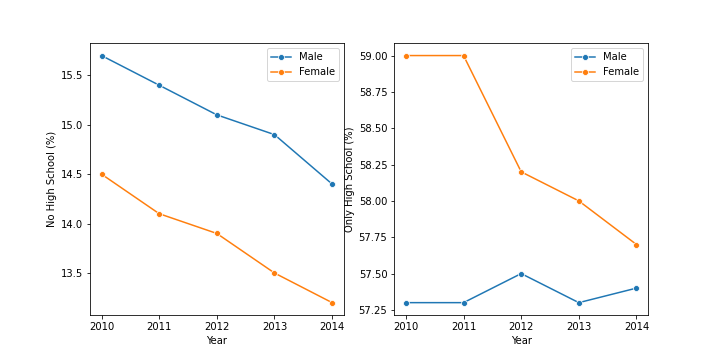 No High School (%)
15.5
15.0
14.5
14.0
13.5
2010 2011 2012 2013 2014
Year
Male
Female
Only High School (%)
59.00
58.75
58.50
58.25
58.00
57.75
57.50
57.25
2010 2011 2012 2013 2014
Year
Male
Female